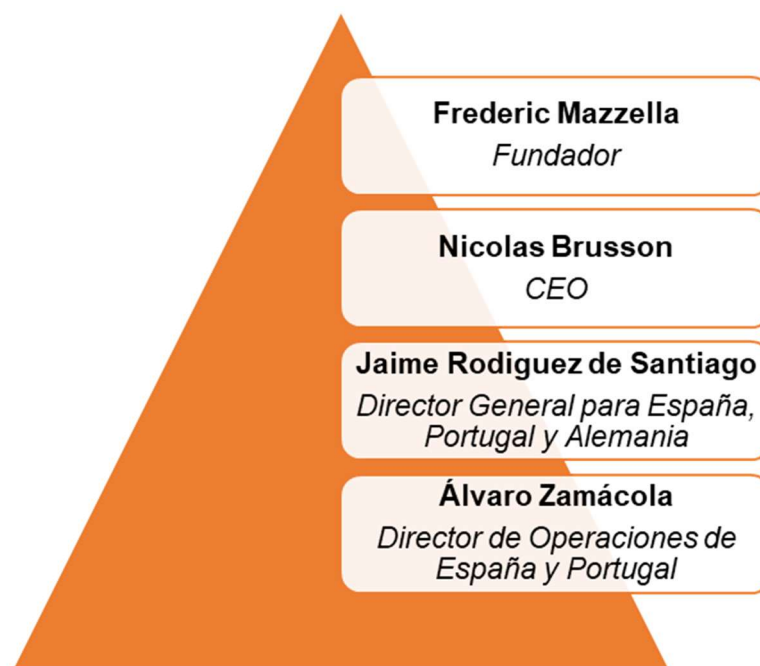 Frederic Mazzella
Fundador
Nicolas Brusson
CEO
Jaime Rodiguez de Santiago
Director General para España,
Portugal y Alemania
Álvaro Zamácola
Director de Operaciones de
España y Portugal